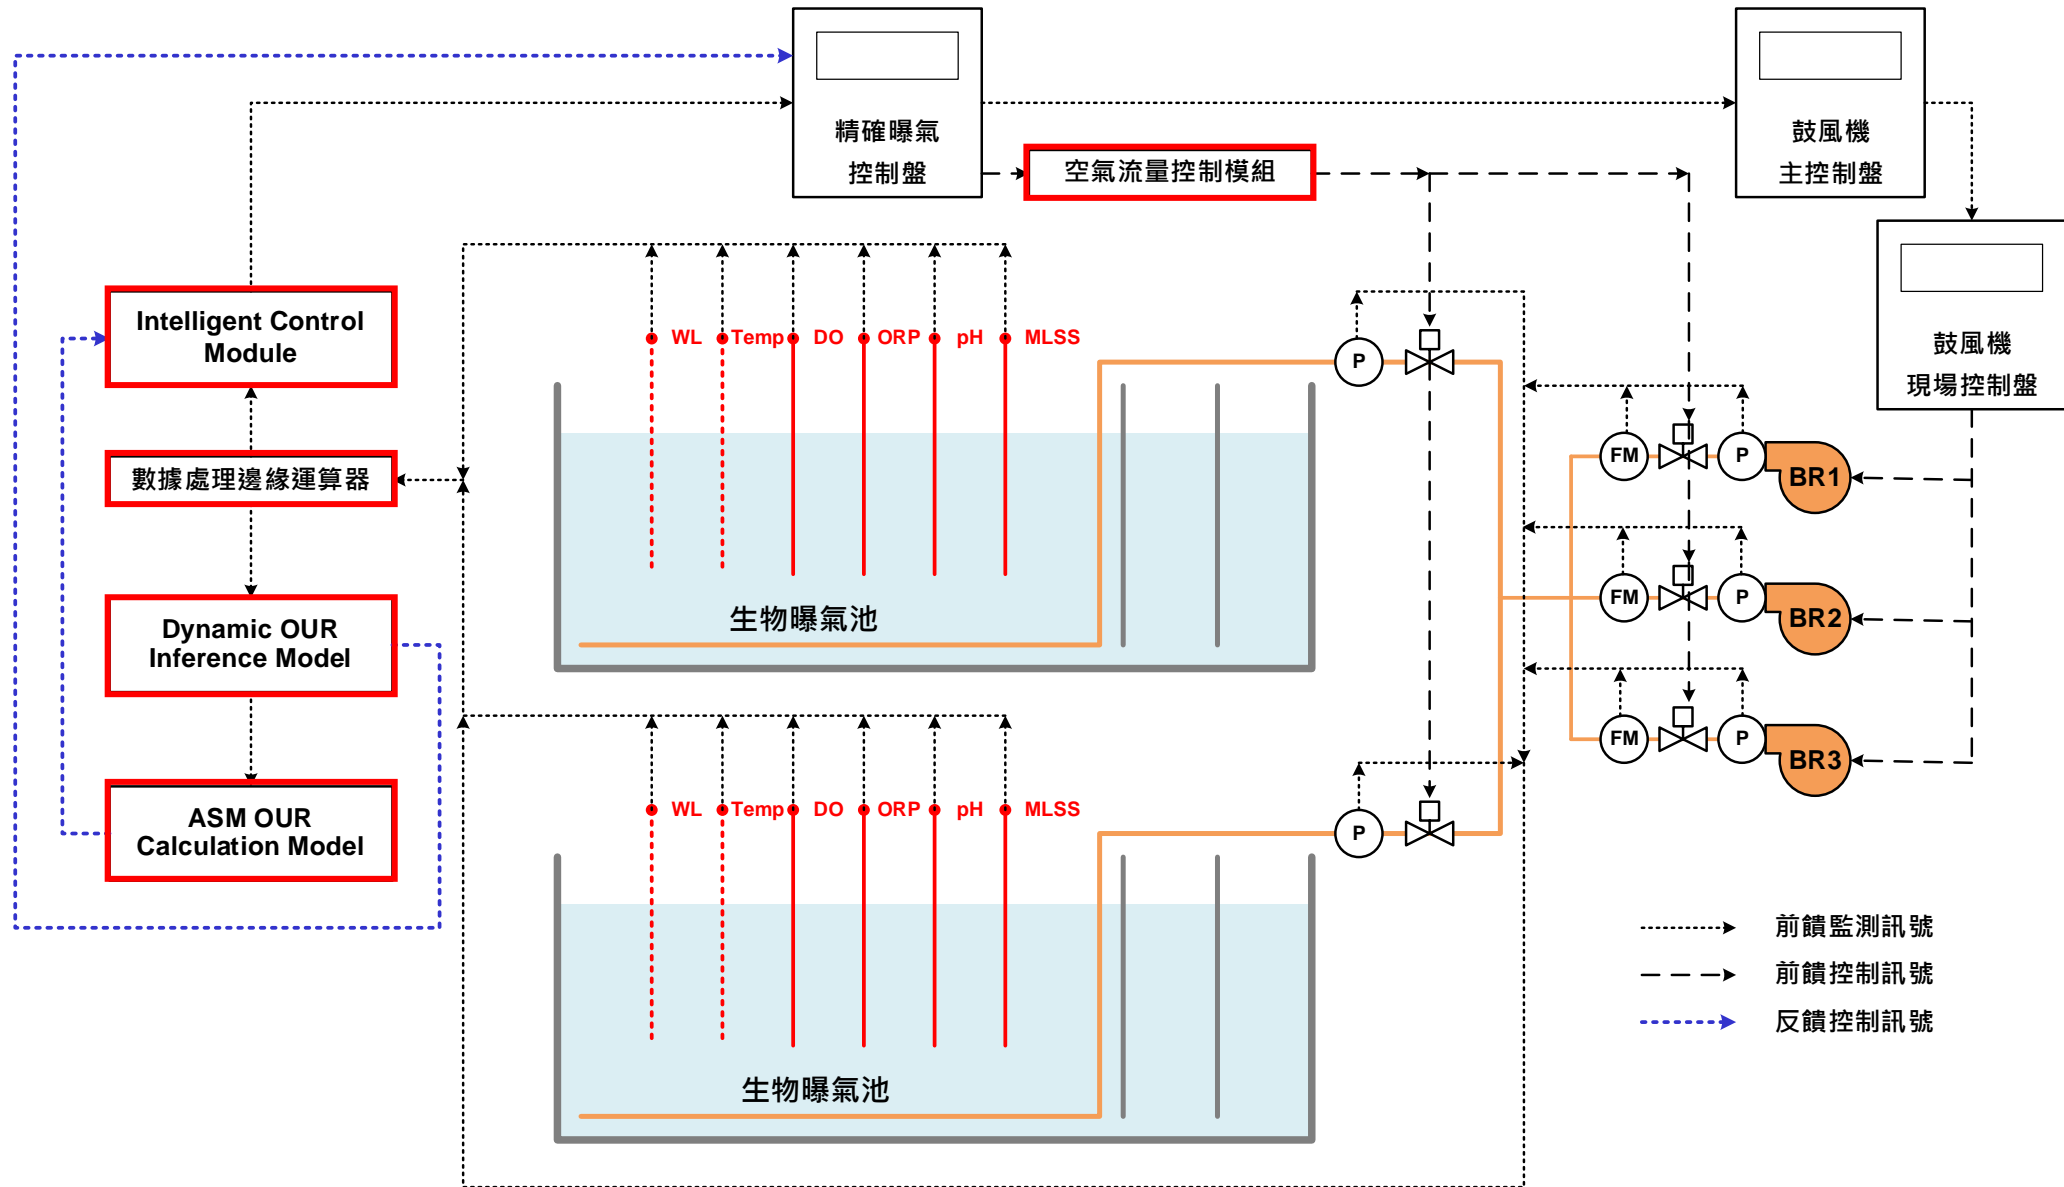 精確曝氣
控制盤
鼓風機
主控制盤
空氣流量控制模組
鼓風機
現場控制盤
Intelligent Control
Module
WL Temp DO ORP pH MLSS
P
FM P BR1
數據處理邊緣運算器
生物曝氣池
FM P BR2
Dynamic OUR
Inference Model
FM P BR3
ASM OUR
Calculation Model
WL Temp DO ORP pH MLSS
P
生物曝氣池
前饋監測訊號
前饋控制訊號
反饋控制訊號